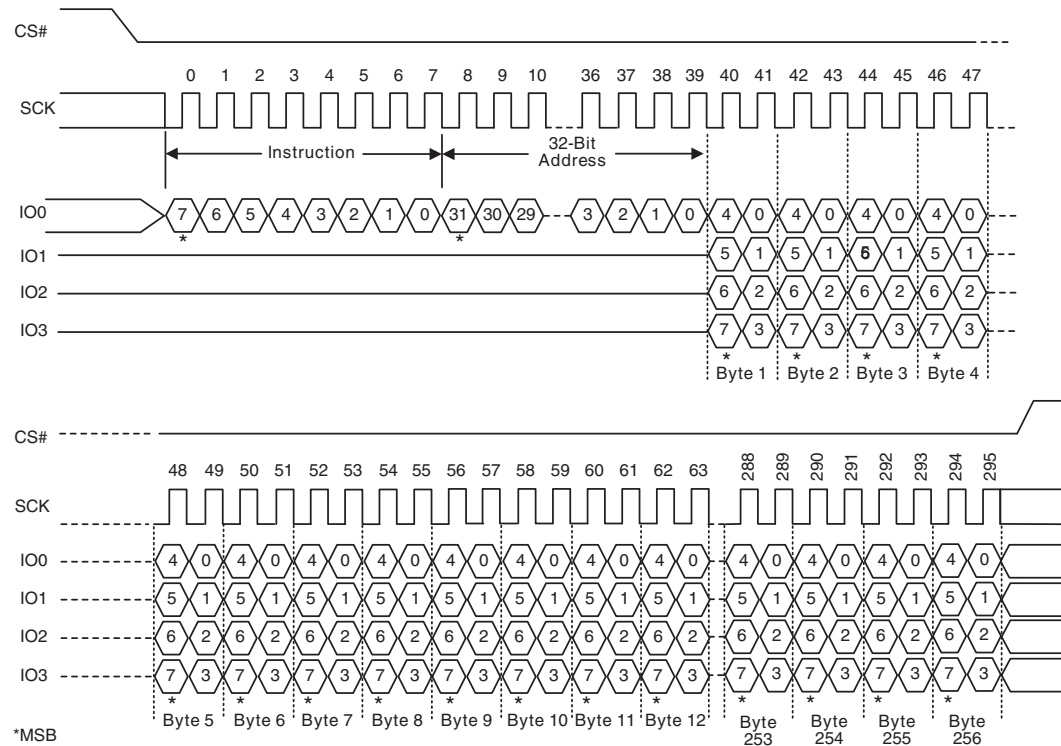 CS#
0 1 2 3 4 5 6 7 8 9 10 36 37 38 39 40 41 42 43 44 45 46 47
SCK
Instruction
32-Bit
Address
IO0 7 6 5 4 3 2 1 0 31 30 29 3 2 1 0 4 0 4 0 4 0 4 0
* *
IO1 5 1 5 1 1 5 1
IO2 6 2 6 2 6 2 6 2
IO3 7 3 7 3 7 3 7 3
* * * *
Byte 1 Byte 2 Byte 3 Byte 4
CS#
48 49 50 51 52 53 54 55 56 57 58 59 60 61 62 63 288 289 290 291 292 293 294 295
SCK
IO0 4 0 4 0 4 0 4 0 4 0 4 0 4 0 4 0 4 0 4 0 4 0 4 0
IO1 5 1 5 1 5 1 5 1 5 1 5 1 5 1 5 1 5 1 5 1 5 1 5 1
IO2 6 2 6 2 6 2 6 2 6 2 6 2 6 2 6 2 6 2 6 2 6 2 6 2
IO3 7 3 7 3 7 3 7 3 7 3 7 3 7 3 7 3 7 3 7 3 7 3 7 3
* * * * * * * * * * * *
Byte 5 Byte 6 Byte 7 Byte 8 Byte 9 Byte 10 Byte 11 Byte 12 Byte 253 Byte 254 Byte 255 Byte 256
*MSB